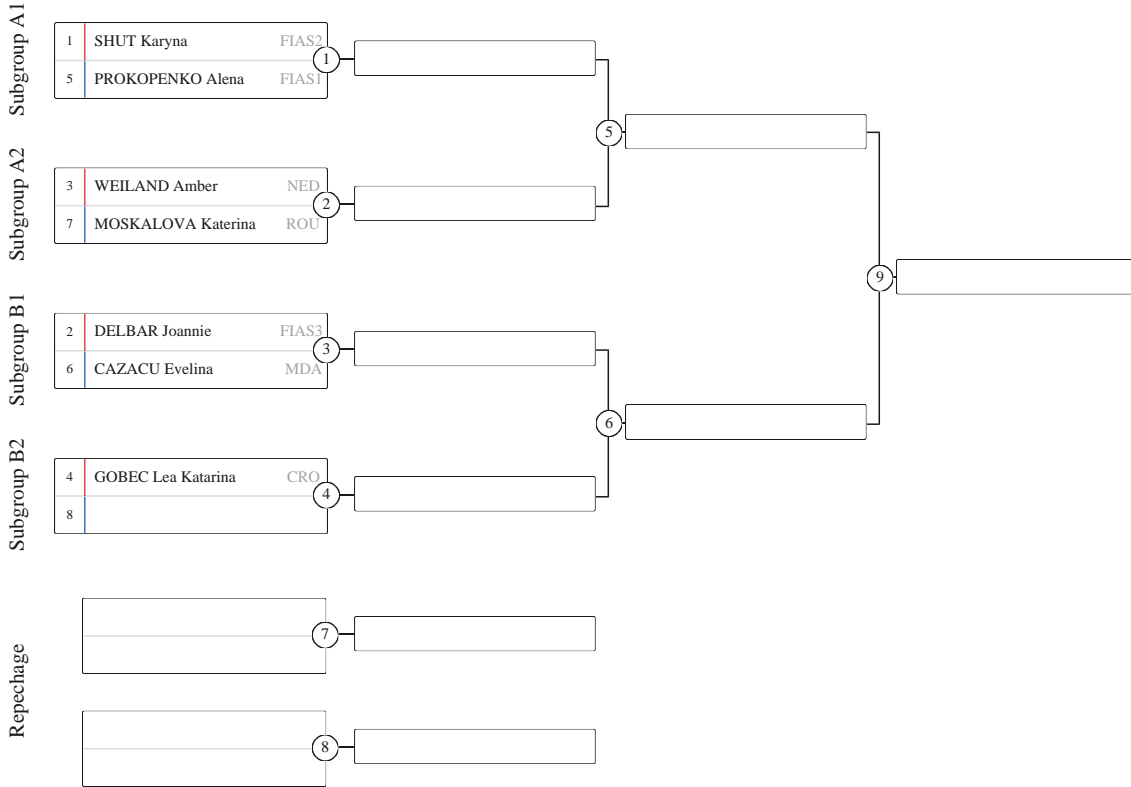 Subgroup A1
1 SHUT Karyna FIAS2
1
5 PROKOPENKO Alena FIAS1
5
Subgroup A2
3 WEILAND Amber NED
2
7 MOSKALOVA Katerina ROU
9
Subgroup B1
2 DELBAR Joannie FIAS3
3
6 CAZACU Evelina MDA
6
Subgroup B2
4 GOBEC Lea Katarina CRO
4
8
Repechage
7
8